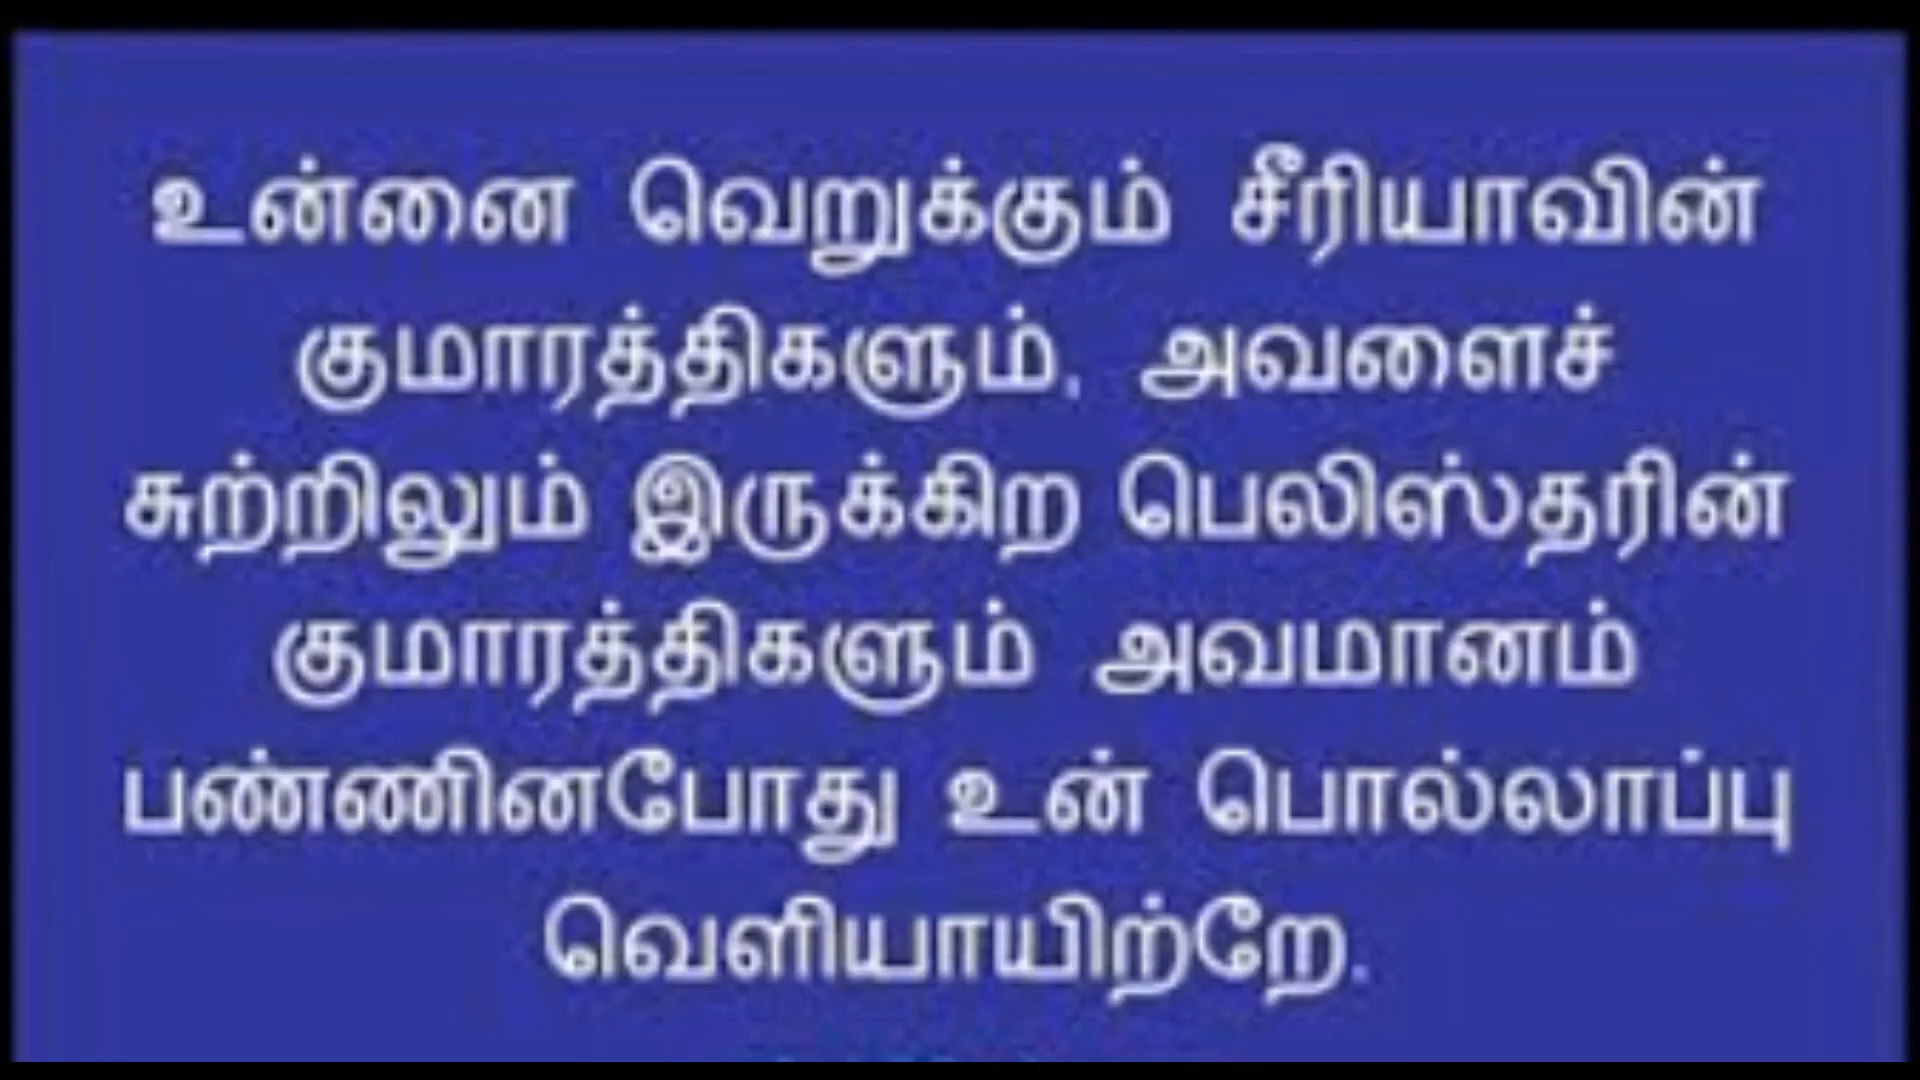 உன்னை வெறுக்கும் சீரியாவின்
குமாரத்திகளும், அவளைச்
சுற்றிலும் இருக்கிற பெலிஸ்தரின்
குமாரத்திகளும் அவமானம்
பண்ணினபோது உன் பொல்லாப்பு
வெளியாயிற்றே.